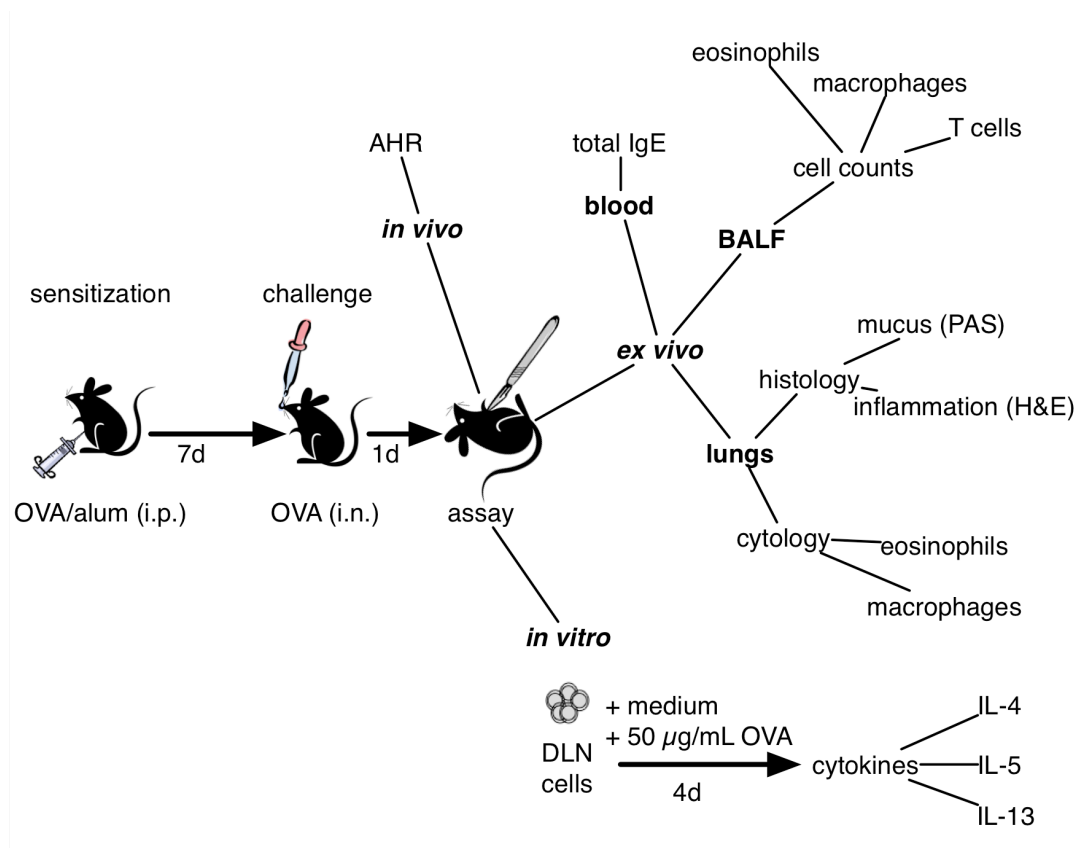 eosinophils
macrophages
T cells
cell counts
AHR
total IgE
in vivo
blood
BALF
sensitization
challenge
mucus (PAS)
ex vivo
histology
inflammation (H&E)
lungs
7d
1d
OVA/alum (i.p.)
OVA (i.n.)
assay
cytology
eosinophils
macrophages
in vitro
+ medium
+ 50 µg/mL OVA
DLN
cells
4d
cytokines
IL-4
IL-5
IL-13